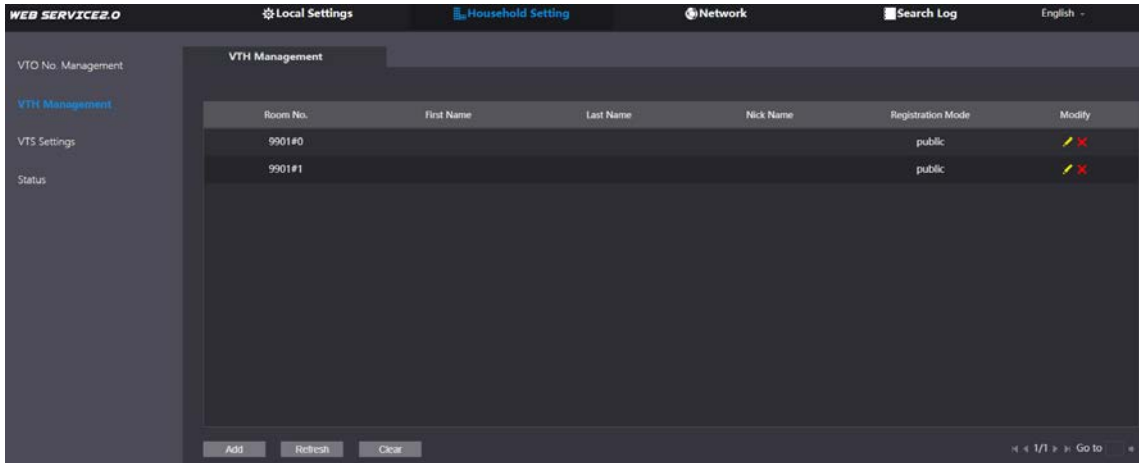 WEB SERVICE2.0 Local Settings Household Setting Network Search Log English
VTO No. Management
VTH Management
VTS Settings
Status
VTH Management
Room No. First Name Last Name Nick Name Registration Mode Modify
9901#0 public
9901#1 public
Add Refresh Clear 1/1 Go to